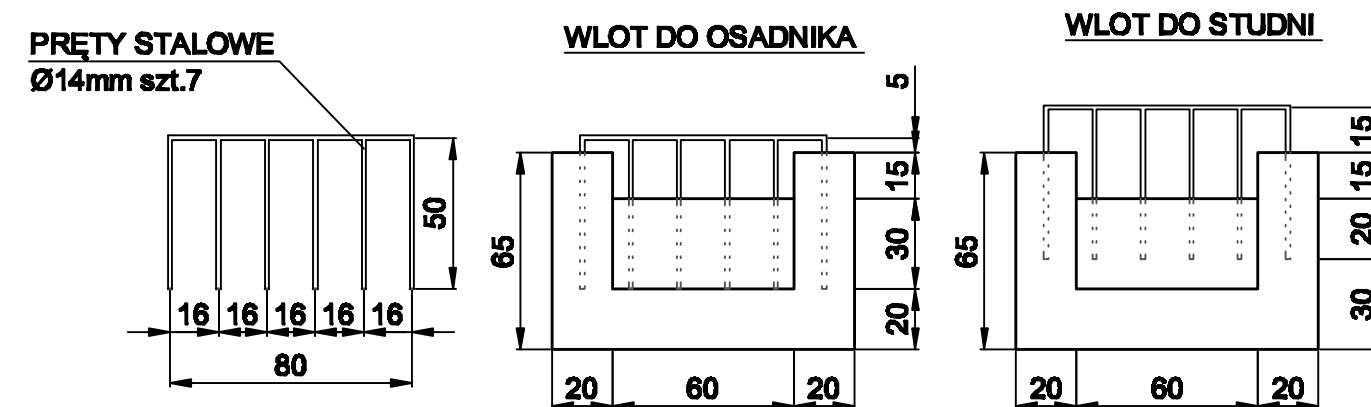 PRĘTY STALOWE
Ø14mm szt.7
50
16 16 16 16 16
80
WLOT DO OSADNIKA
5
15
30
20
65
20 60 20
WLOT DO STUDNI
15
15
20
30
65
20 60 20